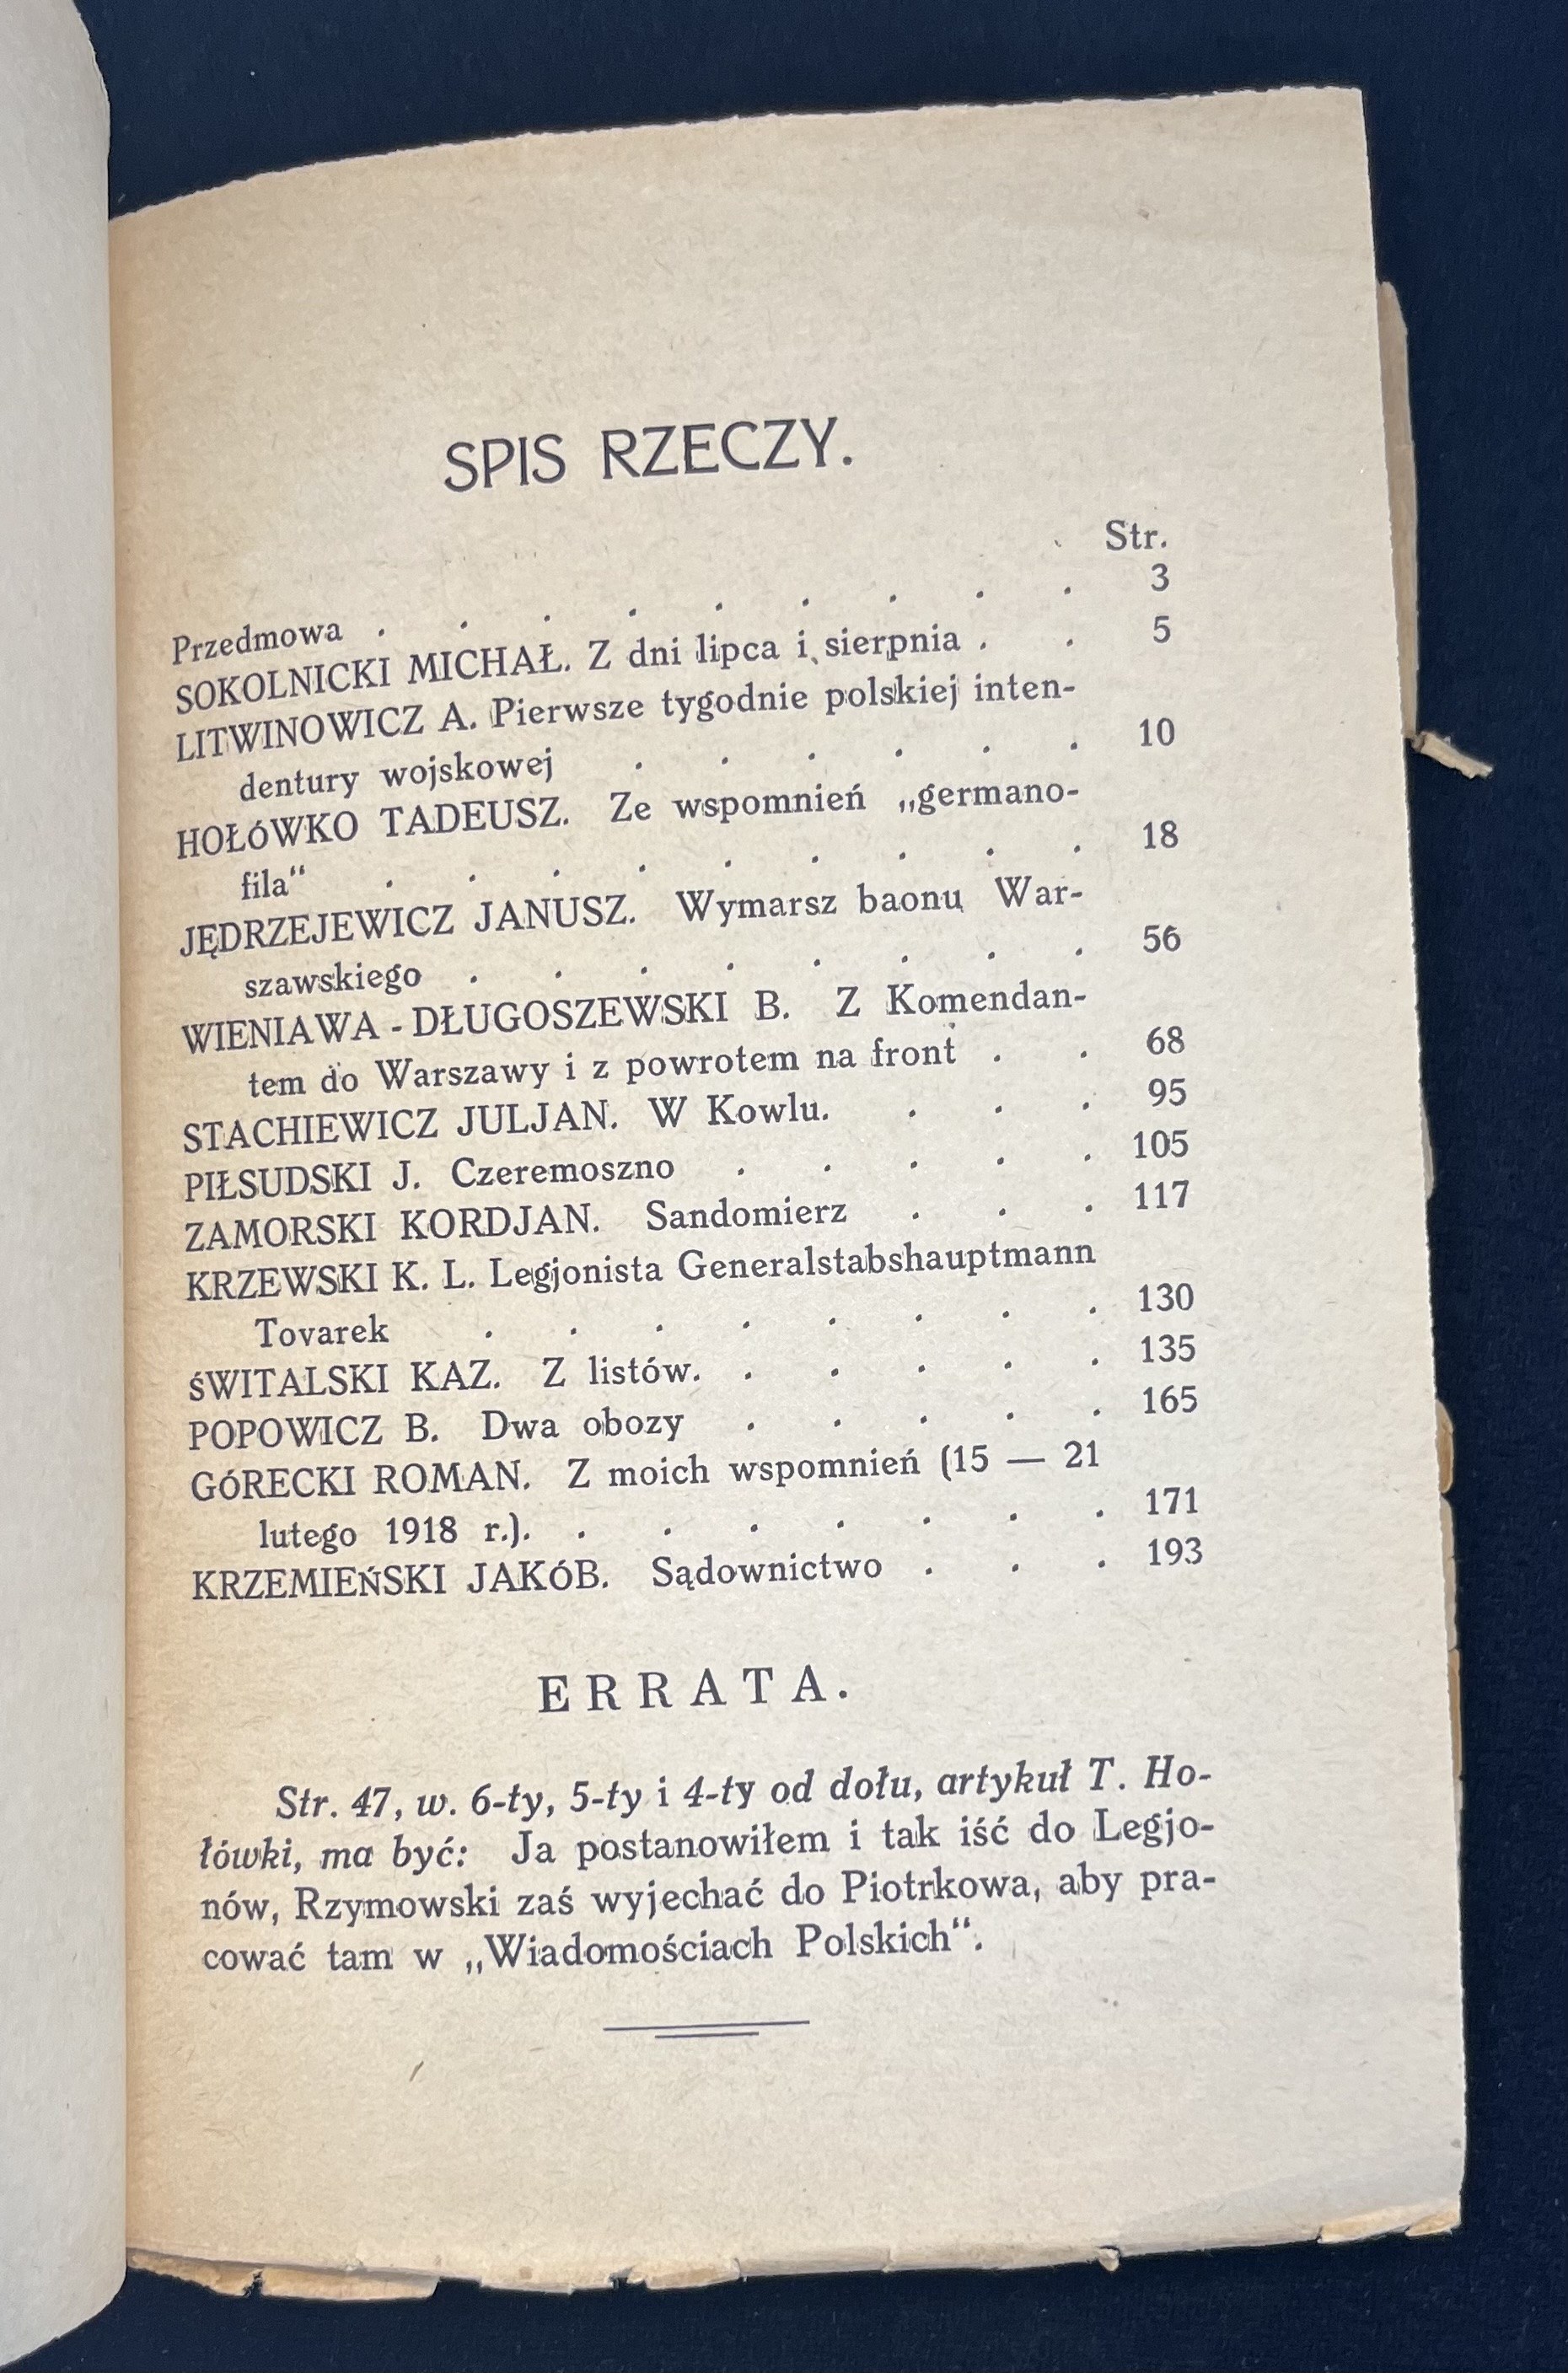 SPIS RZECZY.
Str.
Przedmowa . . . . . . . . . 3
SOKOLNICKI MICHAŁ. Z dni lipca i sierpnia . . 5
LITWINOWICZ A. Pierwsze tygodnie polskiej inten-
dentury wojskowej . . . . . . 10
HOŁÓWKO TADEUSZ. Ze wspomnień „germano-
fila“ . . . . . . . . . 18
JĘDRZEJEWICZ JANUSZ. Wymarsz baonu War-
szawskiego . . . . . . . . 56
WIENIAWA - DŁUGOSZEWSKI B. Z Komendan-
tem do Warszawy i z powrotem na front . . 68
STACHIEWICZ JULJAN. W Kowlu. . . . 95
PIŁSUDSKI J. Czeremoszno . . . . . 105
ZAMORSKI KORDJAN. Sandomierz . . . 117
KRZEWSKI K. L. Legjonista Generalstabshauptmann
Tovarek . . . . . . . . 130
ŚWITALSKI KAZ. Z listów. . . . . . 135
POPOWICZ B. Dwa obozy . . . . . 165
GÓRECKI ROMAN. Z moich wspomnień (15 — 21
lutego 1918 r.). . . . . . . . 171
KRZEMIEŃSKI JAKÓB. Sądownictwo . . . 193
ERRATA.
Str. 47, w. 6-ty, 5-ty i 4-ty od dołu, artykuł T. Ho-
łówki, ma być: Ja postanowiłem i tak iść do Legjo-
nów, Rzymowski zaś wyjechać do Piotrkowa, aby pra-
cować tam w „Wiadomościach Polskich“.